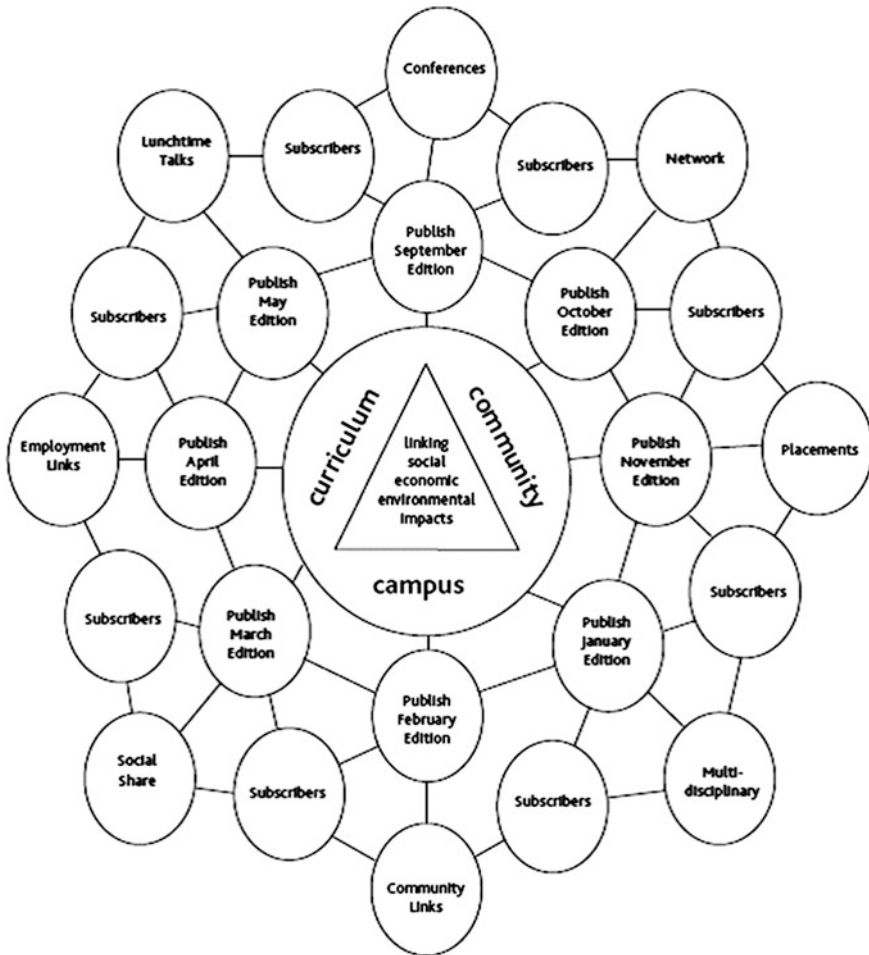 Conferences
Lunchtime
Talks
Subscribers
Subscribers
Network
Publish
September
Edition
Publish
May
Edition
Publish
October
Edition
Subscribers
Subscribers
curriculum
community
linking
social
economic
environmental
impacts
campus
Employment
Links
Publish
April
Edition
Publish
November
Edition
Placements
Subscribers
Publish
March
Edition
Publish
January
Edition
Subscribers
Publish
February
Edition
Social
Share
Subscribers
Subscribers
Multi-
disciplinary
Community
Links